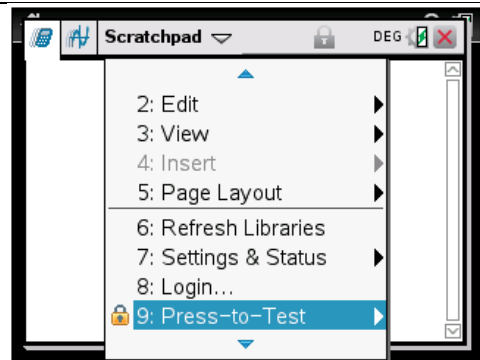 Scratchpad
DEG
2: Edit
3: View
4: Insert
5: Page Layout
6: Refresh Libraries
7: Settings & Status
8: Login...
9: Press-to-Test